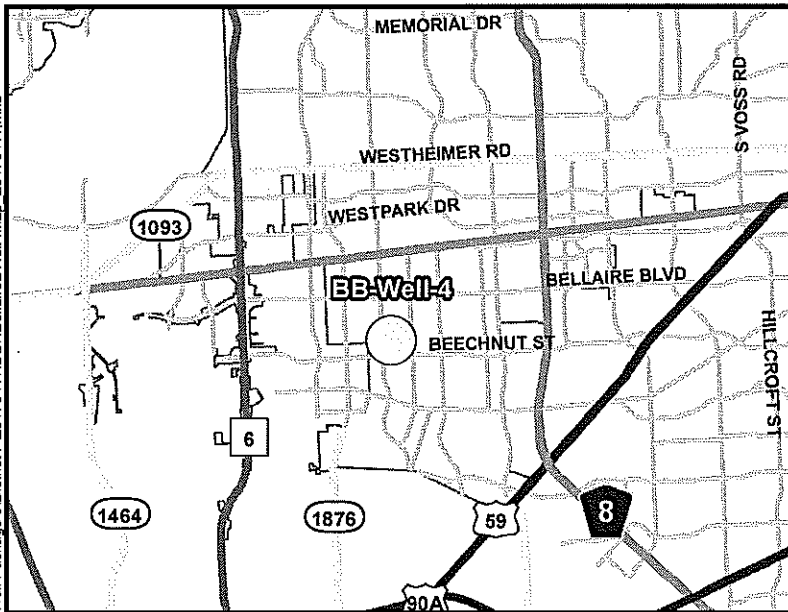 MEMORIAL DR
S VOSS RD
WESTHEIMER RD
WESTPARK DR
1093
BELLAIRE BLVD
BB-Well-4
BEECHNUT ST
HILLCROFT ST
6
1464
1876
59
8
90A